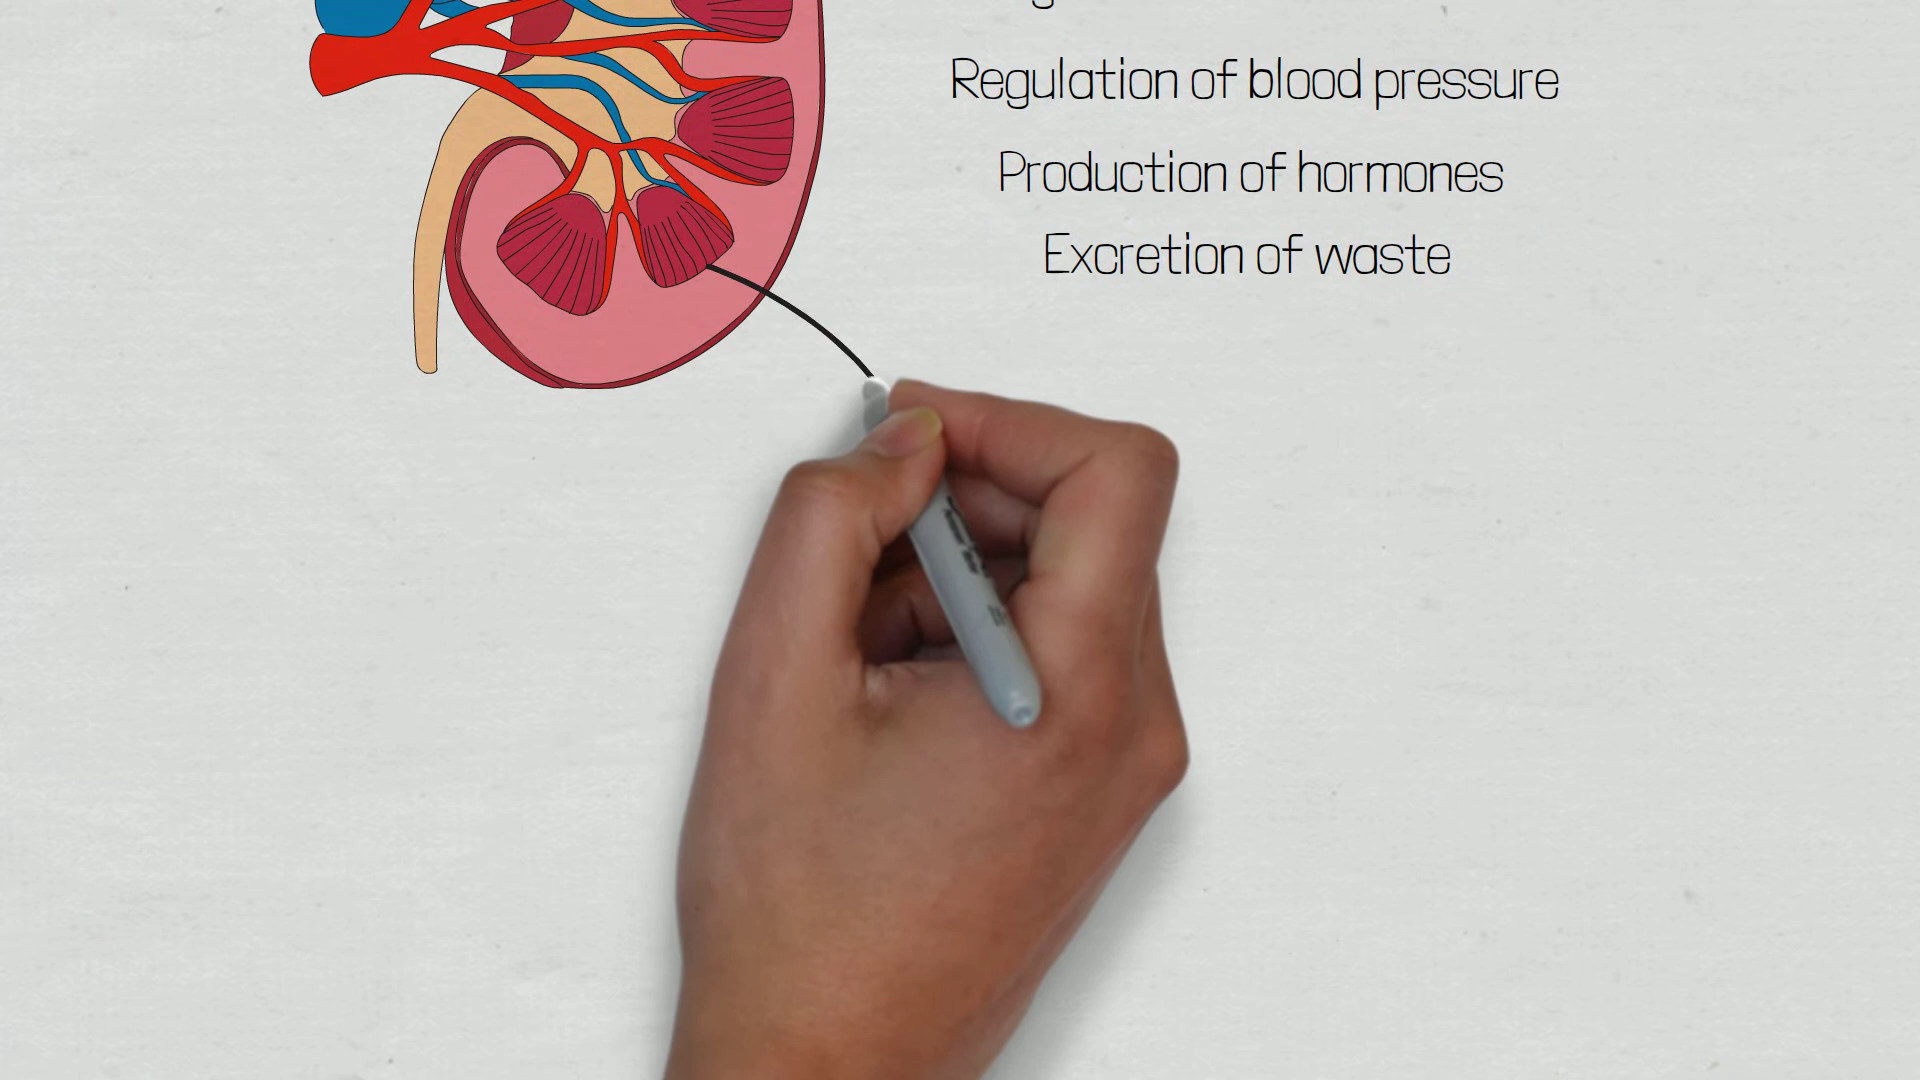 Regulation of blood pressure
Production of hormones
Excretion of waste